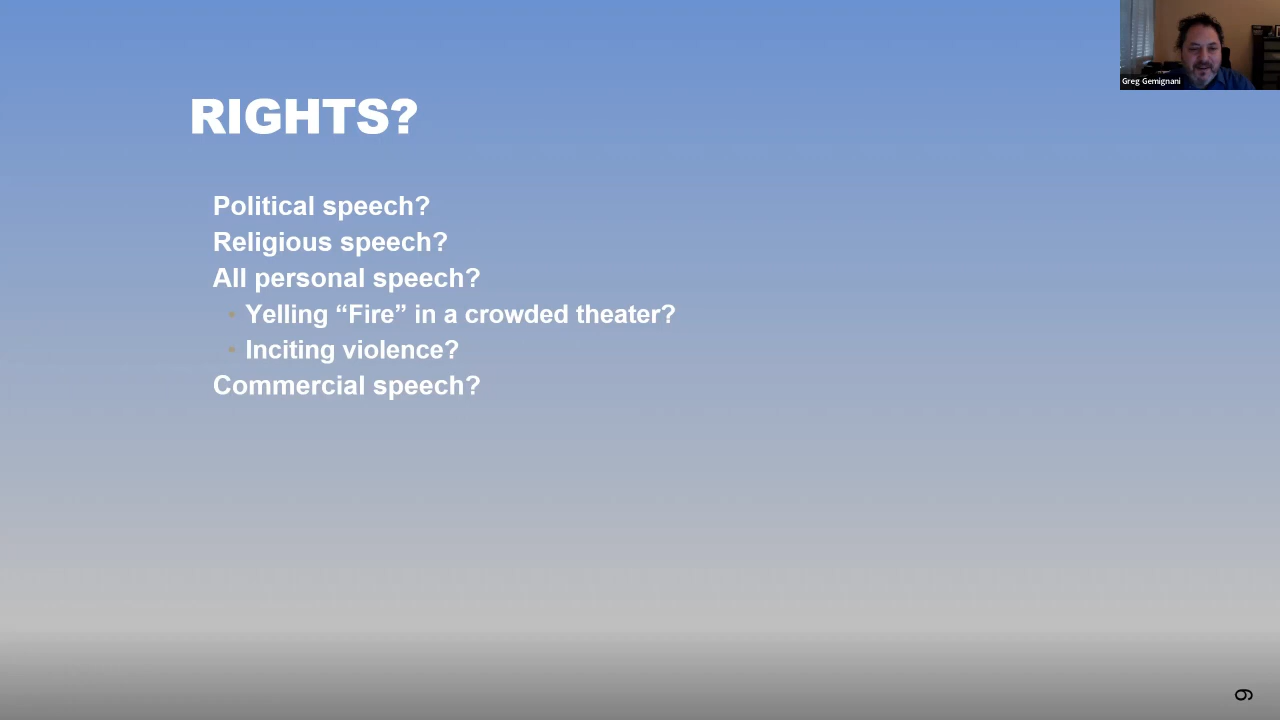 Greg Gemignani
RIGHTS?
Political speech?
Religious speech?
All personal speech?
Yelling “Fire” in a crowded theater?
Inciting violence?
Commercial speech?
9